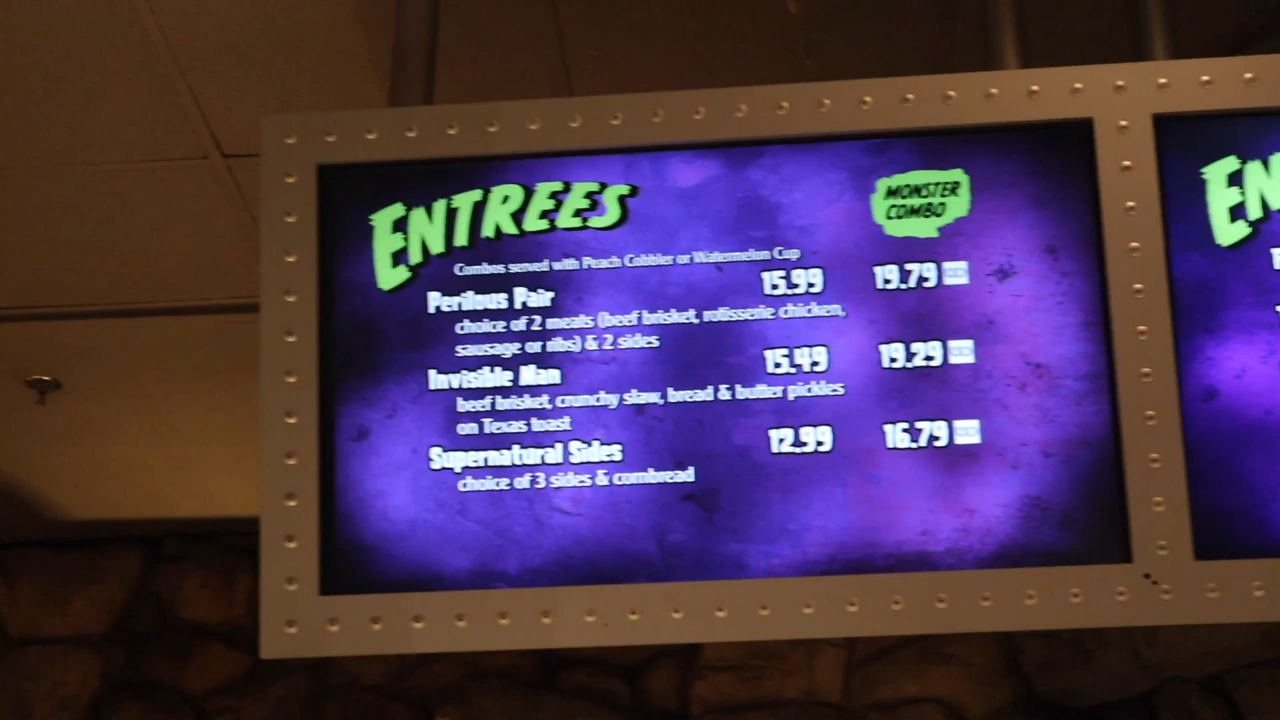 ENTREES
MONSTER
COMBO
Combos served with Peach Cobbler or Watermelon Cup
Perilous Pair 15.99 19.79
choice of 2 meats (beef brisket, rotisserie chicken,
sausage or ribs) & 2 sides
Invisible Man 15.49 19.29
beef brisket, crunchy slaw, bread & butter pickles
on Texas toast
Supernatural Sides 12.99 16.79
choice of 3 sides & cornbread
EN